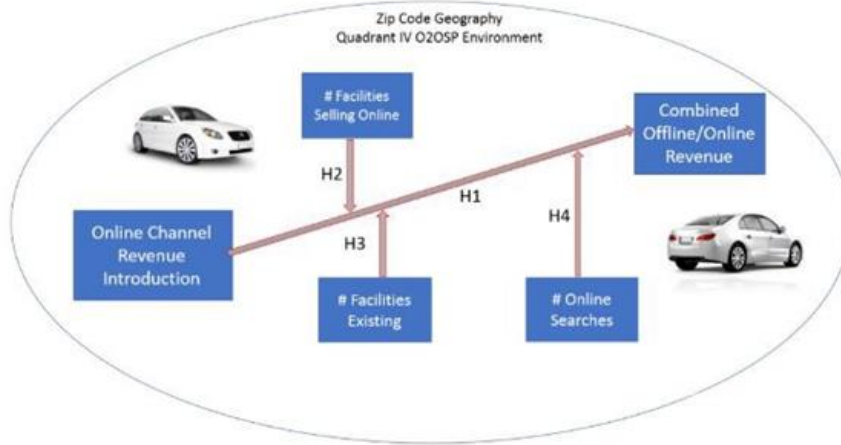 Zip Code Geography
Quadrant IV O2OSP Environment
# Facilities
Selling Online
Combined
Offline/Online
Revenue
H2
H1
H4
Online Channel
Revenue
Introduction
H3
# Facilities
Existing
# Online
Searches